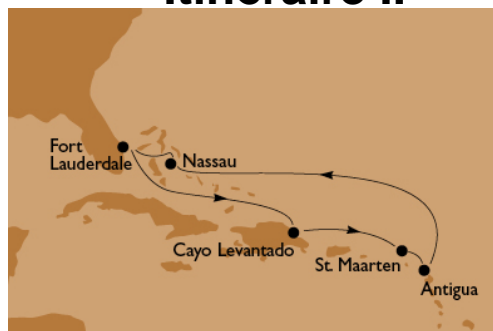 Fort
Lauderdale
Nassau
Cayo Levantado
St. Maarten
Antigua